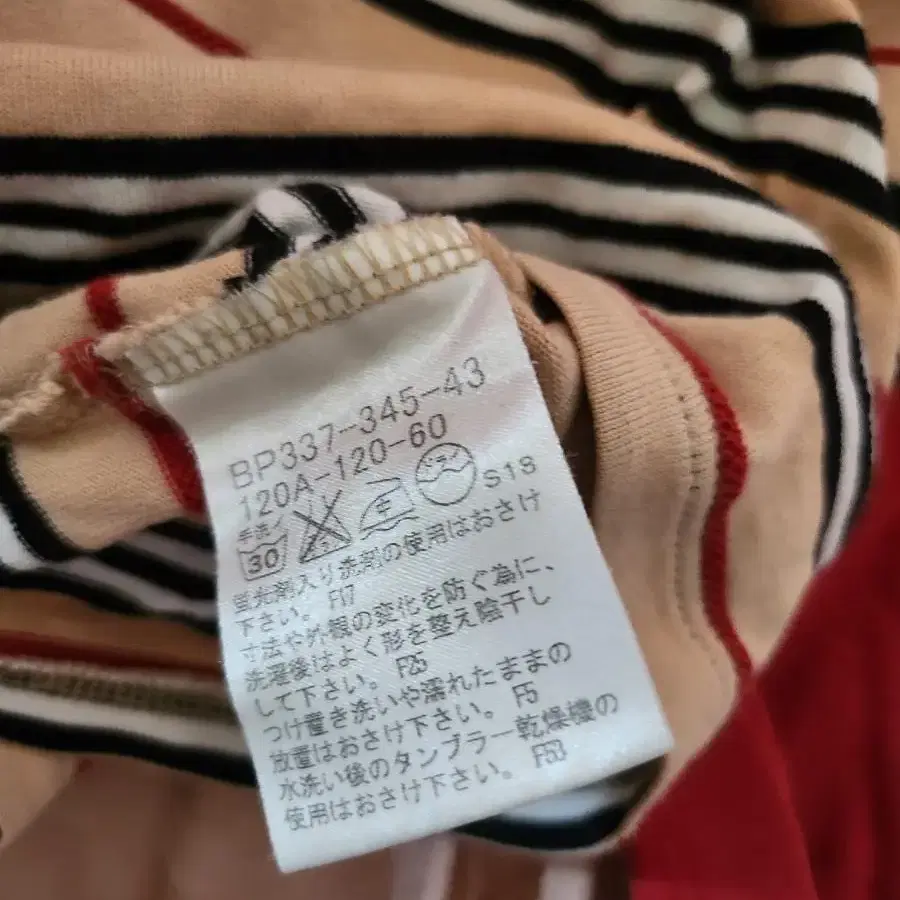 BP337-345-43
120A-120-60
手洗イ 30 エ ドライ S18
蛍光剤入り洗剤の使用はおさけ
下さい。 F17
寸法や外観の変化を防ぐ為に、
洗濯後はよく形を整え陰干し
して下さい。 F25
つけ置き洗いや濡れたままの
放置はおさけ下さい。 F5
水洗い後のタンブラー乾燥機の
使用はおさけ下さい。 F53